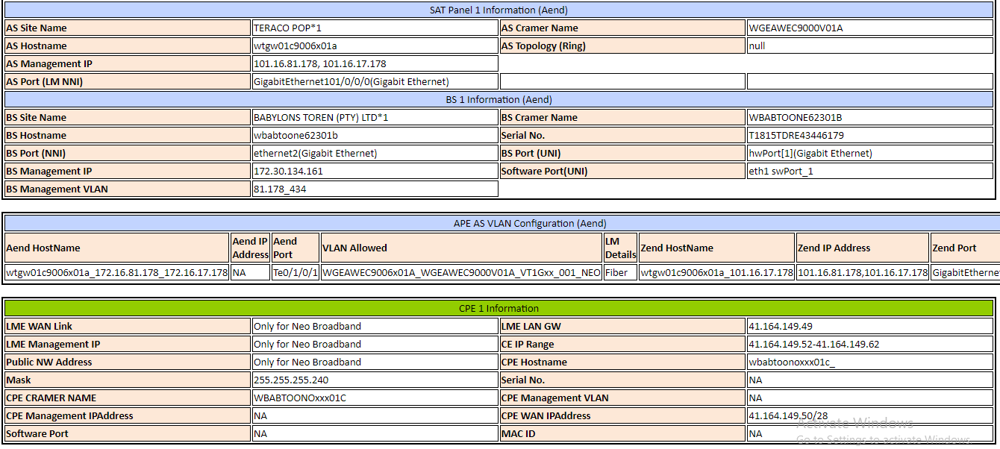 SAT Panel 1 Information (Aend)
AS Site Name TERACO POP*1 AS Cramer Name WGEAWEC9000V01A
AS Hostname wtgw01c9006x01a AS Topology (Ring) null
AS Management IP 101.16.81.178, 101.16.17.178
AS Port (LM NNI) GigabitEthernet101/0/0/0(Gigabit Ethernet)
BS 1 Information (Aend)
BS Site Name BABYLONS TOREN (PTY) LTD*1 BS Cramer Name WBABTOONE62301B
BS Hostname wbabtoone62301b Serial No. T1815TDRE43446179
BS Port (NNI) ethernet2(Gigabit Ethernet) BS Port (UNI) hwPort[1](Gigabit Ethernet)
BS Management IP 172.30.134.161 Software Port(UNI) eth1 swPort_1
BS Management VLAN 81.178_434
APE AS VLAN Configuration (Aend)
Aend HostName Aend IP Address Aend Port VLAN Allowed LM Details Zend HostName Zend IP Address Zend Port
wtgw01c9006x01a_172.16.81.178_172.16.17.178 NA Te0/1/0/1 WGEAWEC9006x01A_WGEAWEC9000V01A_VT1Gxx_001_NEO Fiber wtgw01c9006x01a_101.16.17.178 101.16.81.178,101.16.17.178 GigabitEtherne
CPE 1 Information
LME WAN Link Only for Neo Broadband LME LAN GW 41.164.149.49
LME Management IP Only for Neo Broadband CE IP Range 41.164.149.52-41.164.149.62
Public NW Address Only for Neo Broadband CPE Hostname wbabtoonoxxx01c_
Mask 255.255.255.240 Serial No. NA
CPE CRAMER NAME WBABTOONOxxx01C CPE Management VLAN NA
CPE Management IPAddress NA CPE WAN IPAddress 41.164.149.50/28
Software Port NA MAC ID NA
Activate Windows
Go to Settings to activate Windows.